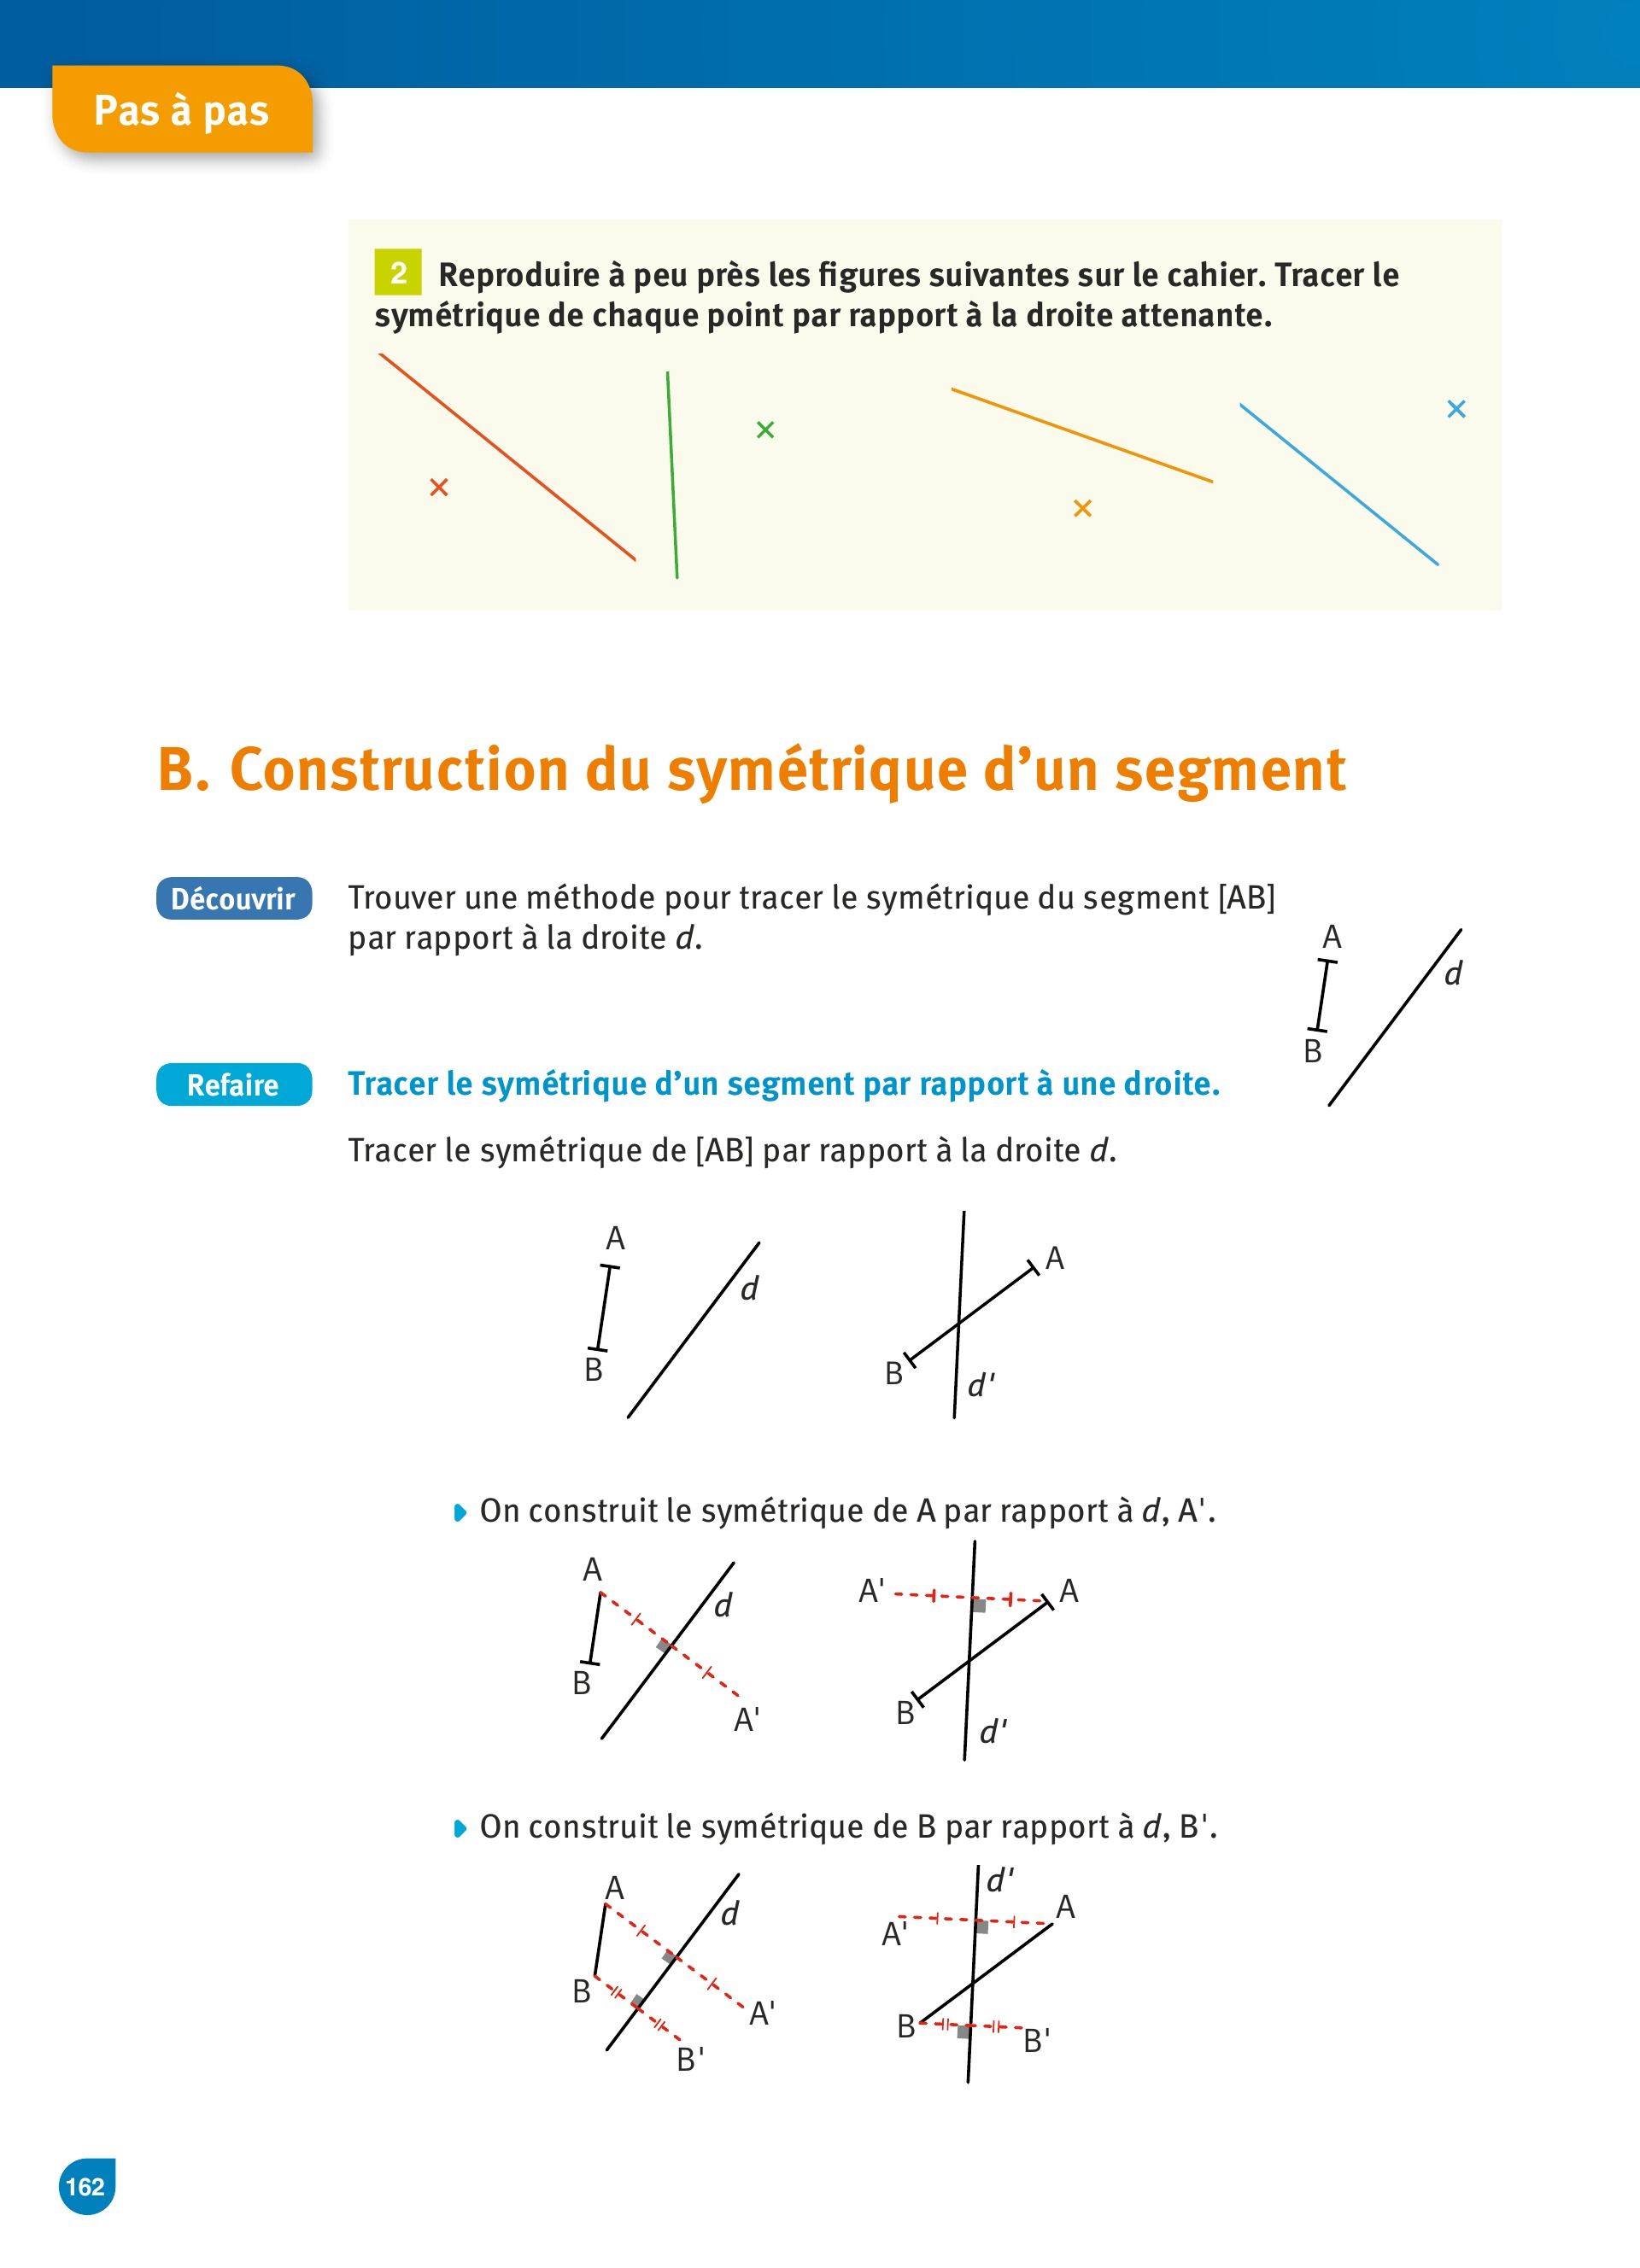 Pas à pas
2 Reproduire à peu près les figures suivantes sur le cahier. Tracer le
symétrique de chaque point par rapport à la droite attenante.
B. Construction du symétrique d’un segment
Découvrir
Trouver une méthode pour tracer le symétrique du segment [AB]
par rapport à la droite d.
A
d
B
Refaire
Tracer le symétrique d’un segment par rapport à une droite.
Tracer le symétrique de [AB] par rapport à la droite d.
A
d
B
A
B
d'
On construit le symétrique de A par rapport à d, A'.
A
d
B
A'
A'
A
B
d'
On construit le symétrique de B par rapport à d, B'.
A
d
B
A'
B'
d'
A
A'
B
B'
162